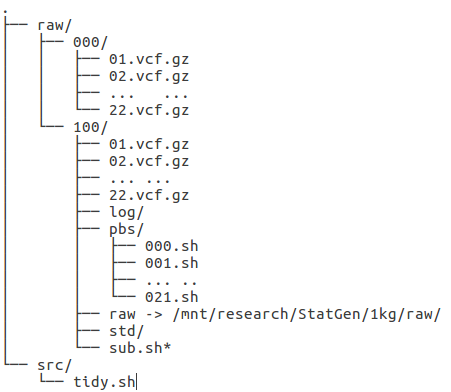 .
├── raw/
│   ├── 000/
│   │   ├── 01.vcf.gz
│   │   ├── 02.vcf.gz
│   │   ├── ...   ...
│   │   └── 22.vcf.gz
│   └── 100/
│       ├── 01.vcf.gz
│       ├── 02.vcf.gz
│       ├── ... ...
│       ├── 22.vcf.gz
│       ├── log/
│       ├── pbs/
│       │   ├── 000.sh
│       │   ├── 001.sh
│       │   ├── ... ..
│       │   └── 021.sh
│       ├── raw -> /mnt/research/StatGen/1kg/raw/
│       ├── std/
│       └── sub.sh*
└── src/
    └── tidy.sh